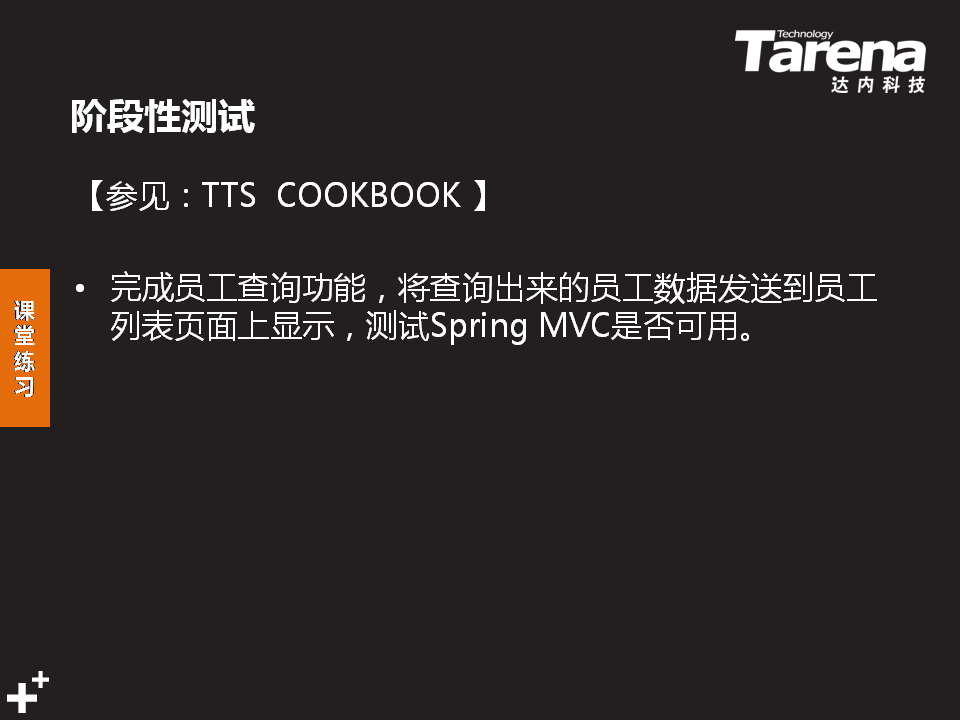 Technology
Tarena
达内科技
阶段性测试
【参见：TTS  COOKBOOK 】
• 完成员工查询功能，将查询出来的员工数据发送到员工
列表页面上显示，测试Spring MVC是否可用。
课
堂
练
习